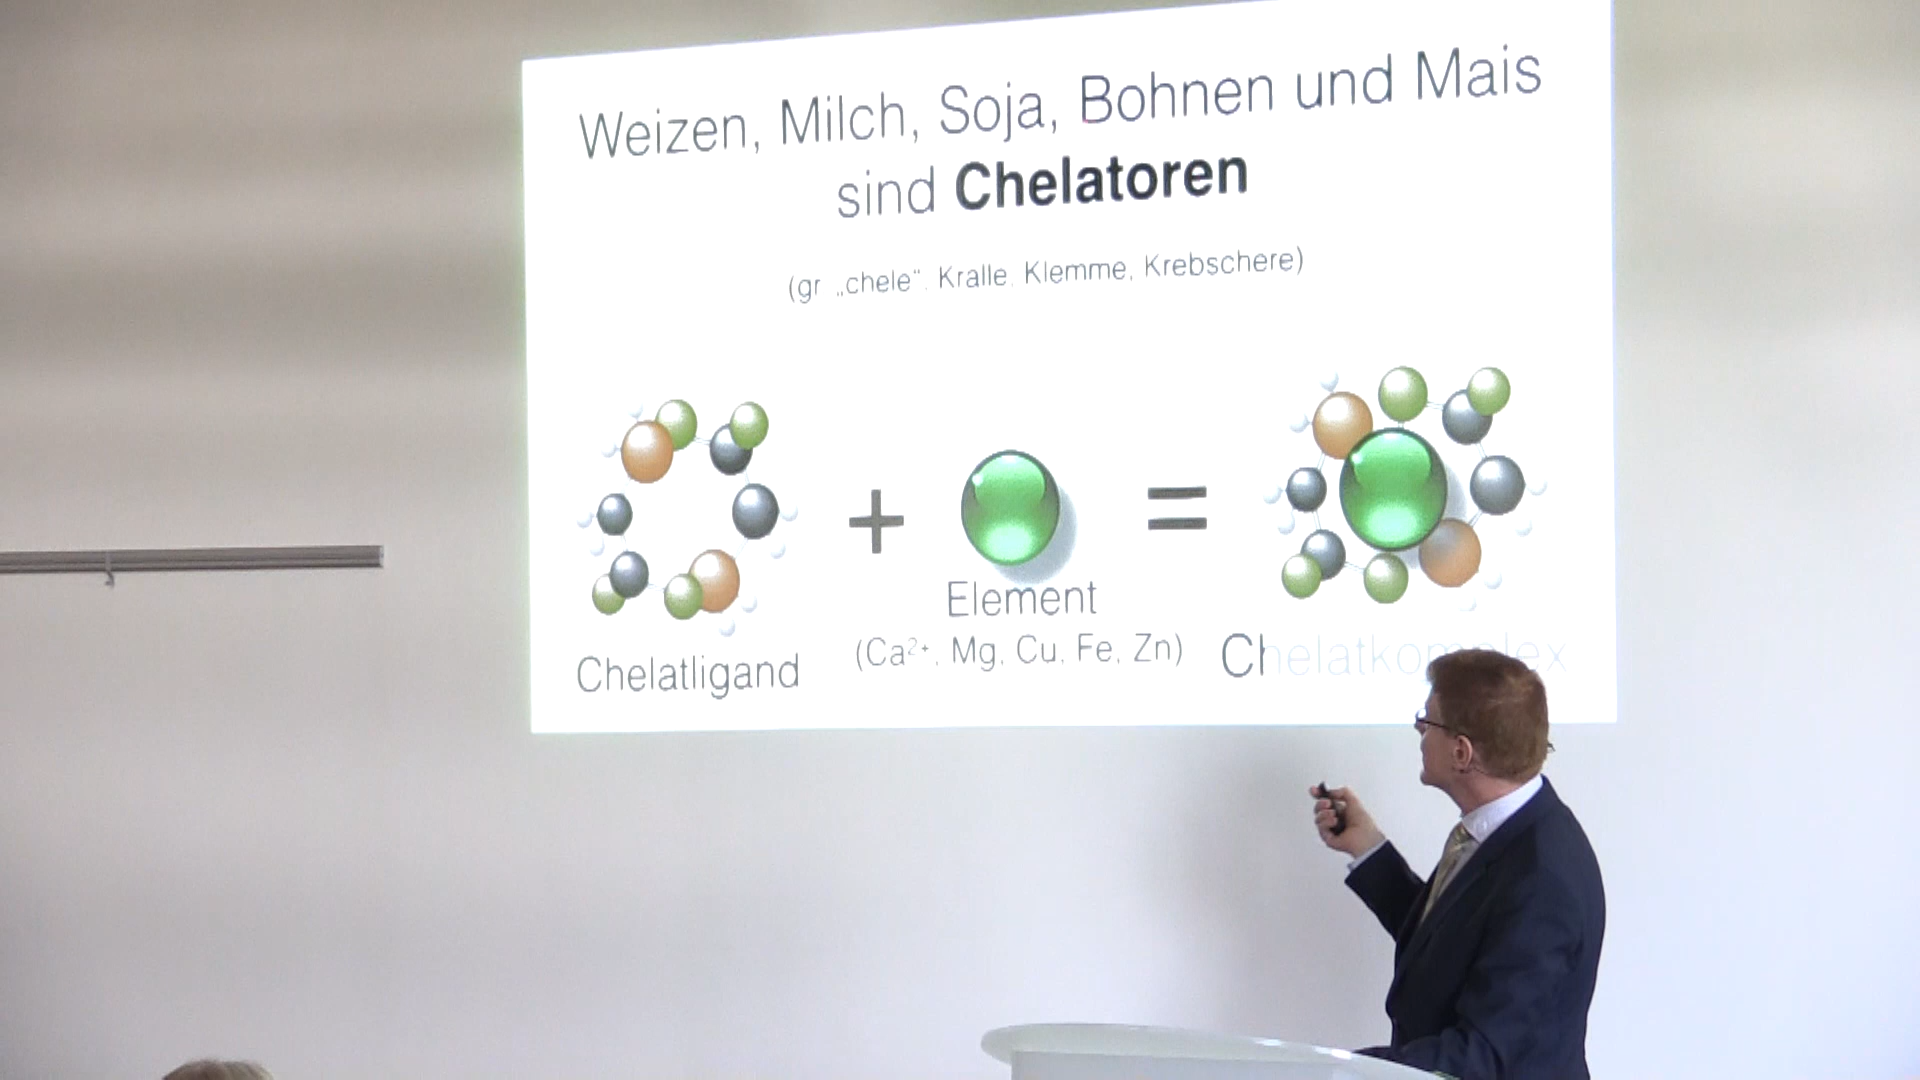 Weizen, Milch, Soja, Bohnen und Mais
sind Chelatoren
(gr. „chele“, Kralle, Klemme, Krebschere)
+ =
Element
(Ca²⁺, Mg, Cu, Fe, Zn)
Chelatligand
Chelatkomplex